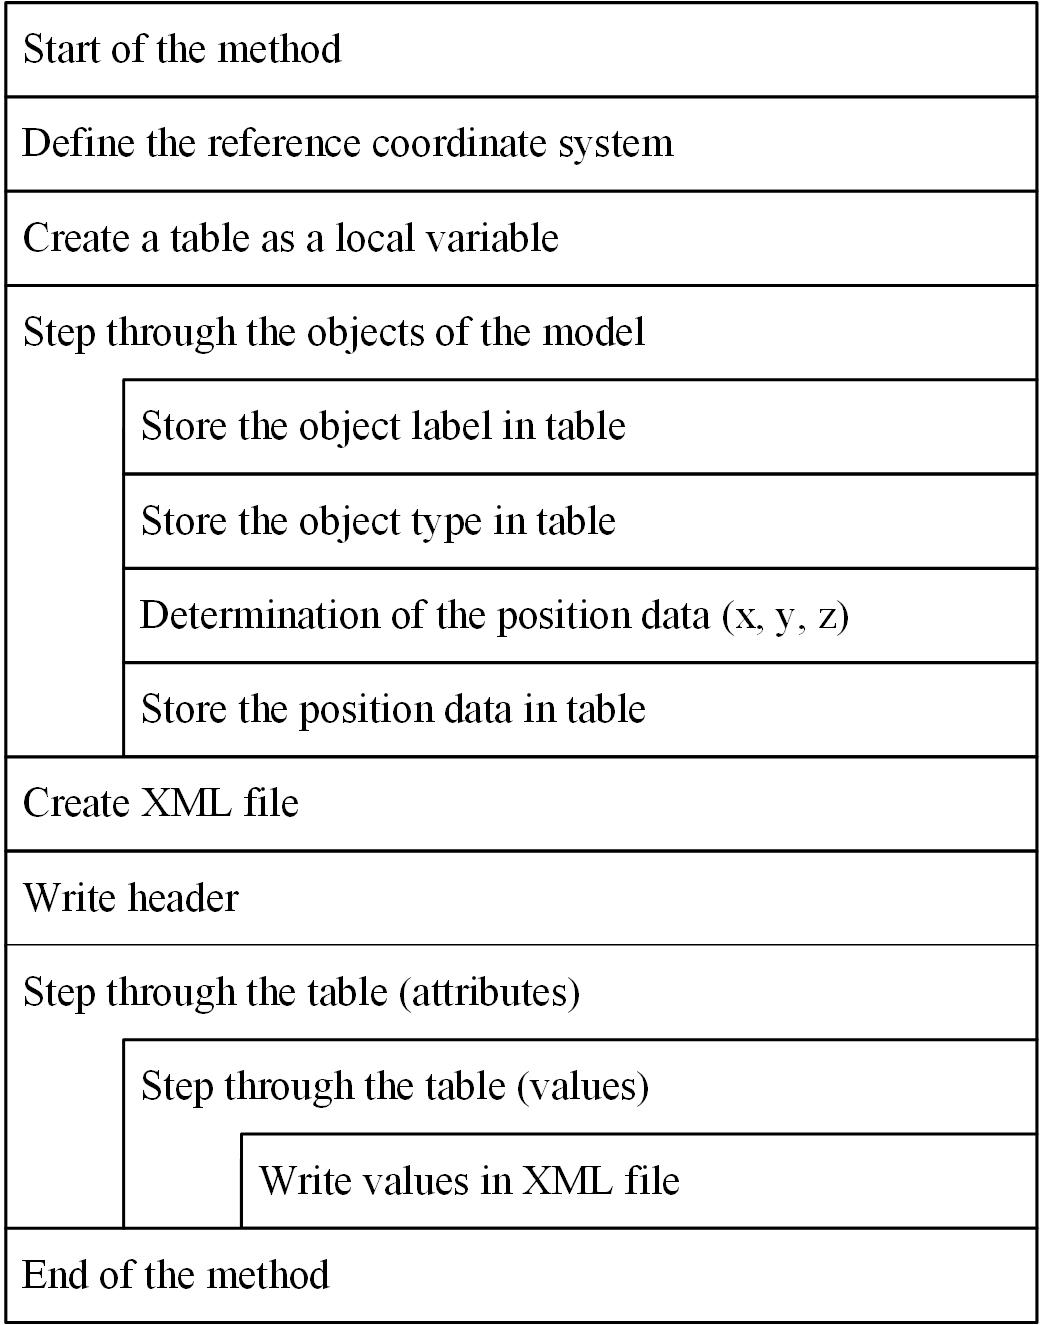 Start of the method
Define the reference coordinate system
Create a table as a local variable
Step through the objects of the model
Store the object label in table
Store the object type in table
Determination of the position data (x, y, z)
Store the position data in table
Create XML file
Write header
Step through the table (attributes)
Step through the table (values)
Write values in XML file
End of the method